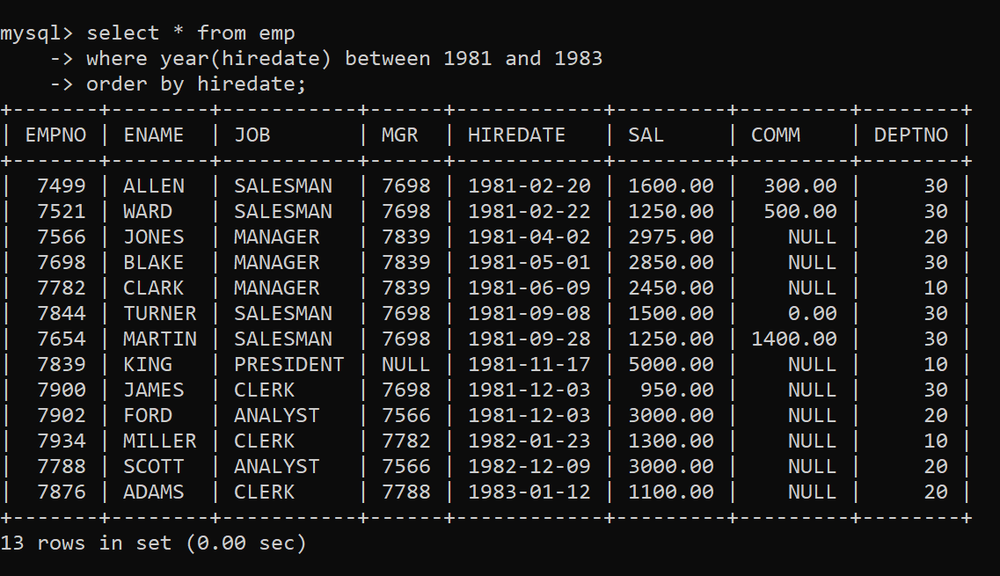 mysql> select * from emp
    -> where year(hiredate) between 1981 and 1983
    -> order by hiredate;
+-------+--------+-----------+------+------------+---------+---------+--------+
| EMPNO | ENAME  | JOB       | MGR  | HIREDATE   | SAL     | COMM    | DEPTNO |
+-------+--------+-----------+------+------------+---------+---------+--------+
|  7499 | ALLEN  | SALESMAN  | 7698 | 1981-02-20 | 1600.00 |  300.00 |     30 |
|  7521 | WARD   | SALESMAN  | 7698 | 1981-02-22 | 1250.00 |  500.00 |     30 |
|  7566 | JONES  | MANAGER   | 7839 | 1981-04-02 | 2975.00 |    NULL |     20 |
|  7698 | BLAKE  | MANAGER   | 7839 | 1981-05-01 | 2850.00 |    NULL |     30 |
|  7782 | CLARK  | MANAGER   | 7839 | 1981-06-09 | 2450.00 |    NULL |     10 |
|  7844 | TURNER | SALESMAN  | 7698 | 1981-09-08 | 1500.00 |    0.00 |     30 |
|  7654 | MARTIN | SALESMAN  | 7698 | 1981-09-28 | 1250.00 | 1400.00 |     30 |
|  7839 | KING   | PRESIDENT | NULL | 1981-11-17 | 5000.00 |    NULL |     10 |
|  7900 | JAMES  | CLERK     | 7698 | 1981-12-03 |  950.00 |    NULL |     30 |
|  7902 | FORD   | ANALYST   | 7566 | 1981-12-03 | 3000.00 |    NULL |     20 |
|  7934 | MILLER | CLERK     | 7782 | 1982-01-23 | 1300.00 |    NULL |     10 |
|  7788 | SCOTT  | ANALYST   | 7566 | 1982-12-09 | 3000.00 |    NULL |     20 |
|  7876 | ADAMS  | CLERK     | 7788 | 1983-01-12 | 1100.00 |    NULL |     20 |
+-------+--------+-----------+------+------------+---------+---------+--------+
13 rows in set (0.00 sec)